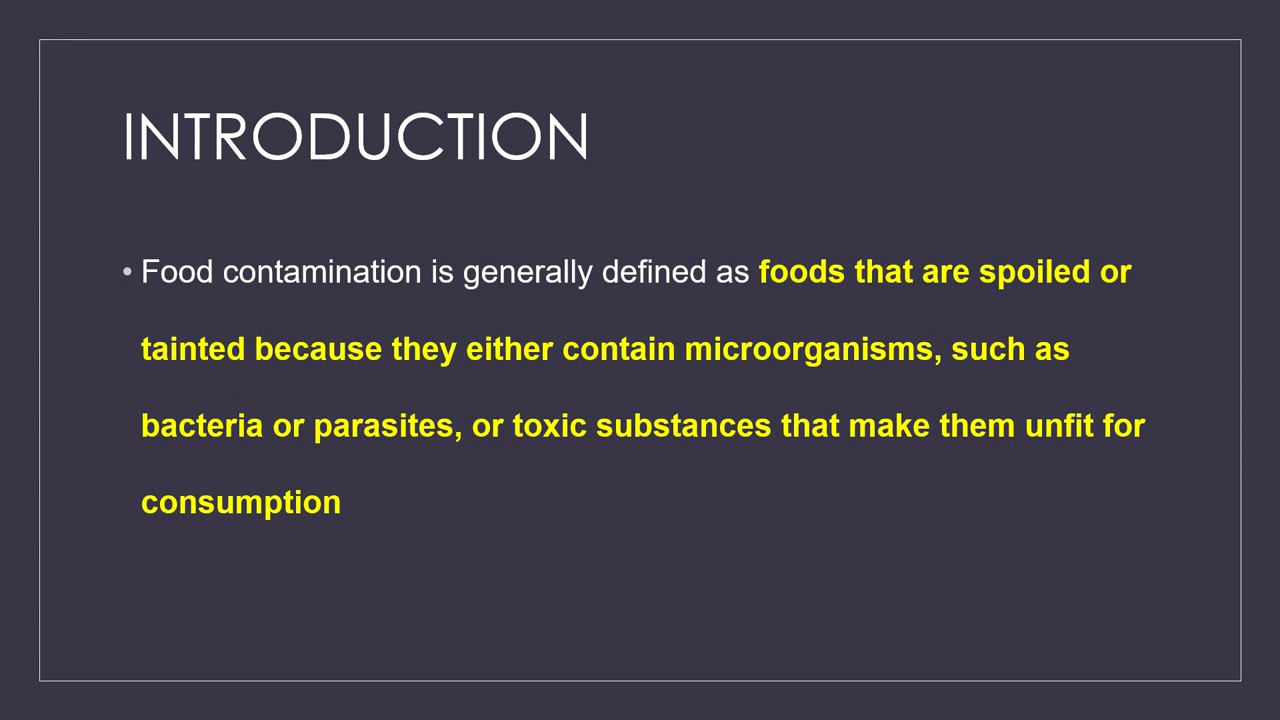 INTRODUCTION
• Food contamination is generally defined as foods that are spoiled or
tainted because they either contain microorganisms, such as
bacteria or parasites, or toxic substances that make them unfit for
consumption